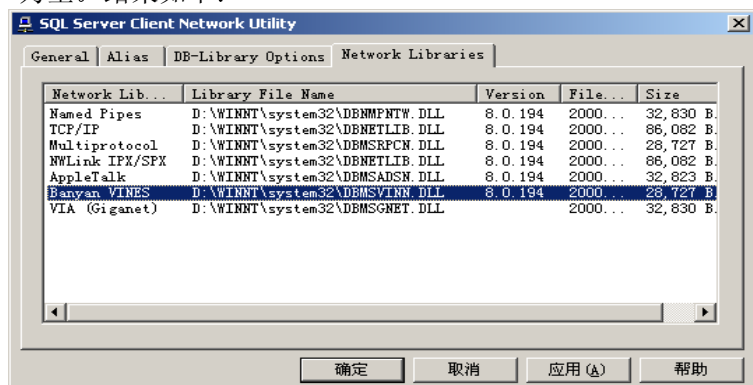 SQL Server Client Network Utility
General Alias DB-Library Options Network Libraries
Network Lib... Library File Name Version File... Size
Named Pipes D:\WINNT\system32\DBNMPNTW.DLL 8.0.194 2000... 32,830 B.
TCP/IP D:\WINNT\system32\DBNETLIB.DLL 8.0.194 2000... 86,082 B.
Multiprotocol D:\WINNT\system32\DBMSRPCN.DLL 8.0.194 2000... 28,727 B.
NWLink IPX/SPX D:\WINNT\system32\DBNETLIB.DLL 8.0.194 2000... 86,082 B.
AppleTalk D:\WINNT\system32\DBMSADSN.DLL 8.0.194 2000... 32,823 B.
Banyan VINES D:\WINNT\system32\DBMSVINN.DLL 8.0.194 2000... 28,727 B.
VIA (Giganet) D:\WINNT\system32\DBMSGNET.DLL 2000... 32,830 B.
确定 取消 应用(A) 帮助